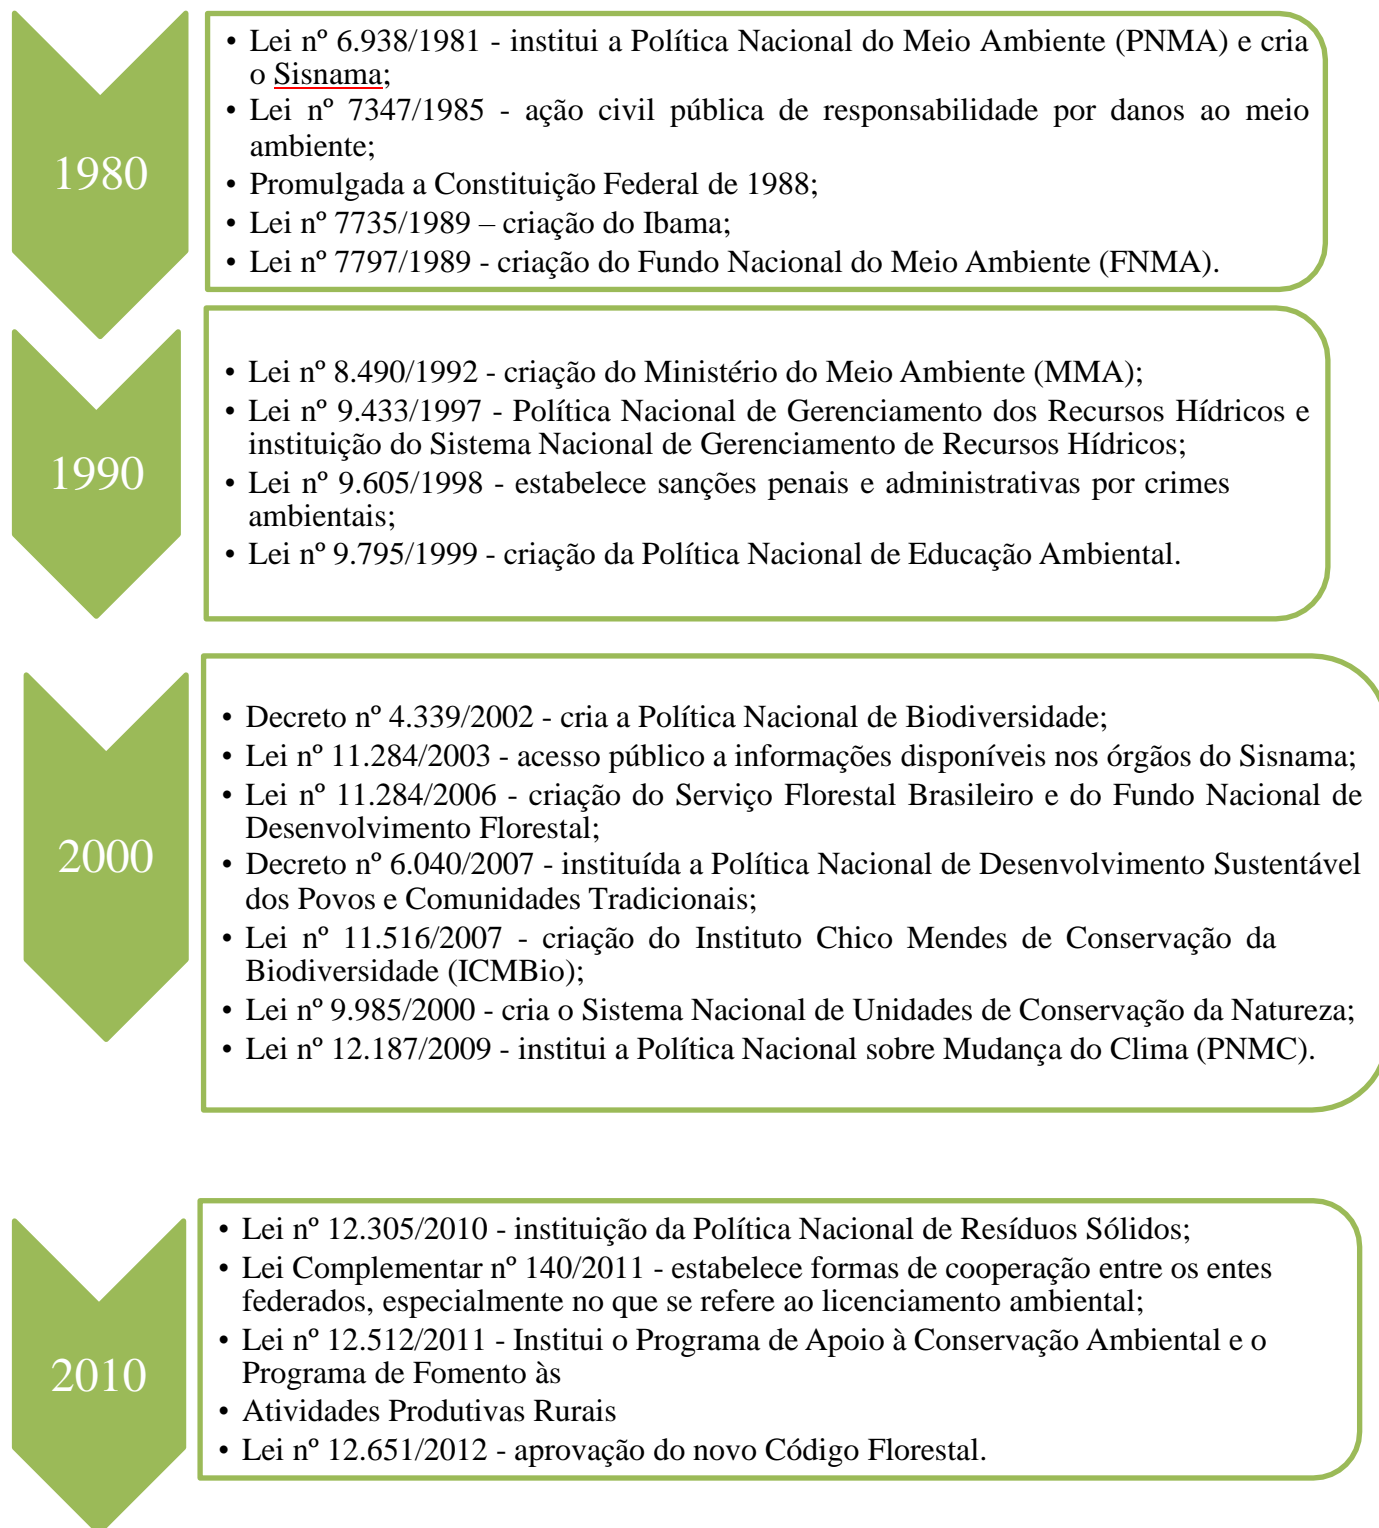 1980
• Lei nº 6.938/1981 - institui a Política Nacional do Meio Ambiente (PNMA) e cria
o Sisnama;
• Lei nº 7347/1985 - ação civil pública de responsabilidade por danos ao meio
ambiente;
• Promulgada a Constituição Federal de 1988;
• Lei nº 7735/1989 – criação do Ibama;
• Lei nº 7797/1989 - criação do Fundo Nacional do Meio Ambiente (FNMA).
1990
• Lei nº 8.490/1992 - criação do Ministério do Meio Ambiente (MMA);
• Lei nº 9.433/1997 - Política Nacional de Gerenciamento dos Recursos Hídricos e
instituição do Sistema Nacional de Gerenciamento de Recursos Hídricos;
• Lei nº 9.605/1998 - estabelece sanções penais e administrativas por crimes
ambientais;
• Lei nº 9.795/1999 - criação da Política Nacional de Educação Ambiental.
2000
• Decreto nº 4.339/2002 - cria a Política Nacional de Biodiversidade;
• Lei nº 11.284/2003 - acesso público a informações disponíveis nos órgãos do Sisnama;
• Lei nº 11.284/2006 - criação do Serviço Florestal Brasileiro e do Fundo Nacional de
Desenvolvimento Florestal;
• Decreto nº 6.040/2007 - instituída a Política Nacional de Desenvolvimento Sustentável
dos Povos e Comunidades Tradicionais;
• Lei nº 11.516/2007 - criação do Instituto Chico Mendes de Conservação da
Biodiversidade (ICMBio);
• Lei nº 9.985/2000 - cria o Sistema Nacional de Unidades de Conservação da Natureza;
• Lei nº 12.187/2009 - institui a Política Nacional sobre Mudança do Clima (PNMC).
2010
• Lei nº 12.305/2010 - instituição da Política Nacional de Resíduos Sólidos;
• Lei Complementar nº 140/2011 - estabelece formas de cooperação entre os entes
federados, especialmente no que se refere ao licenciamento ambiental;
• Lei nº 12.512/2011 - Institui o Programa de Apoio à Conservação Ambiental e o
Programa de Fomento às
• Atividades Produtivas Rurais
• Lei nº 12.651/2012 - aprovação do novo Código Florestal.